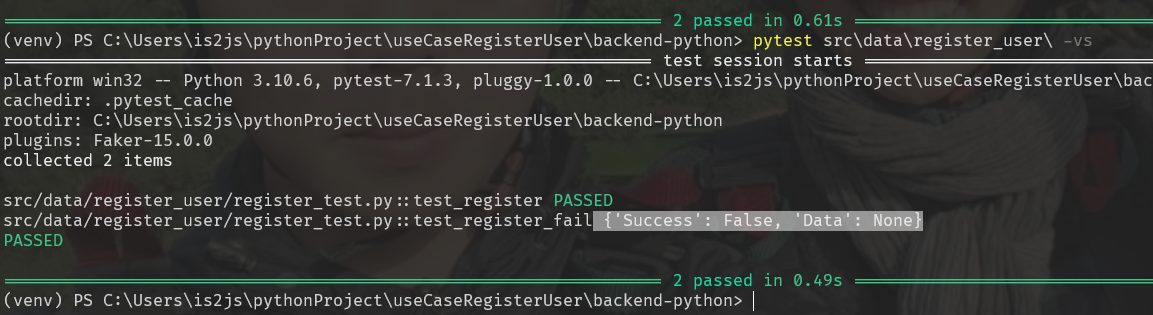 2 passed in 0.61s
(venv) PS C:\Users\is2js\pythonProject\useCaseRegisterUser\backend-python> pytest src\data\register_user\ -vs
test session starts
platform win32 -- Python 3.10.6, pytest-7.1.3, pluggy-1.0.0 -- C:\Users\is2js\pythonProject\useCaseRegisterUser\bac
cachedir: .pytest_cache
rootdir: C:\Users\is2js\pythonProject\useCaseRegisterUser\backend-python
plugins: Faker-15.0.0
collected 2 items
src/data/register_user/register_test.py::test_register PASSED
src/data/register_user/register_test.py::test_register_fail {'Success': False, 'Data': None}
PASSED
2 passed in 0.49s
(venv) PS C:\Users\is2js\pythonProject\useCaseRegisterUser\backend-python>